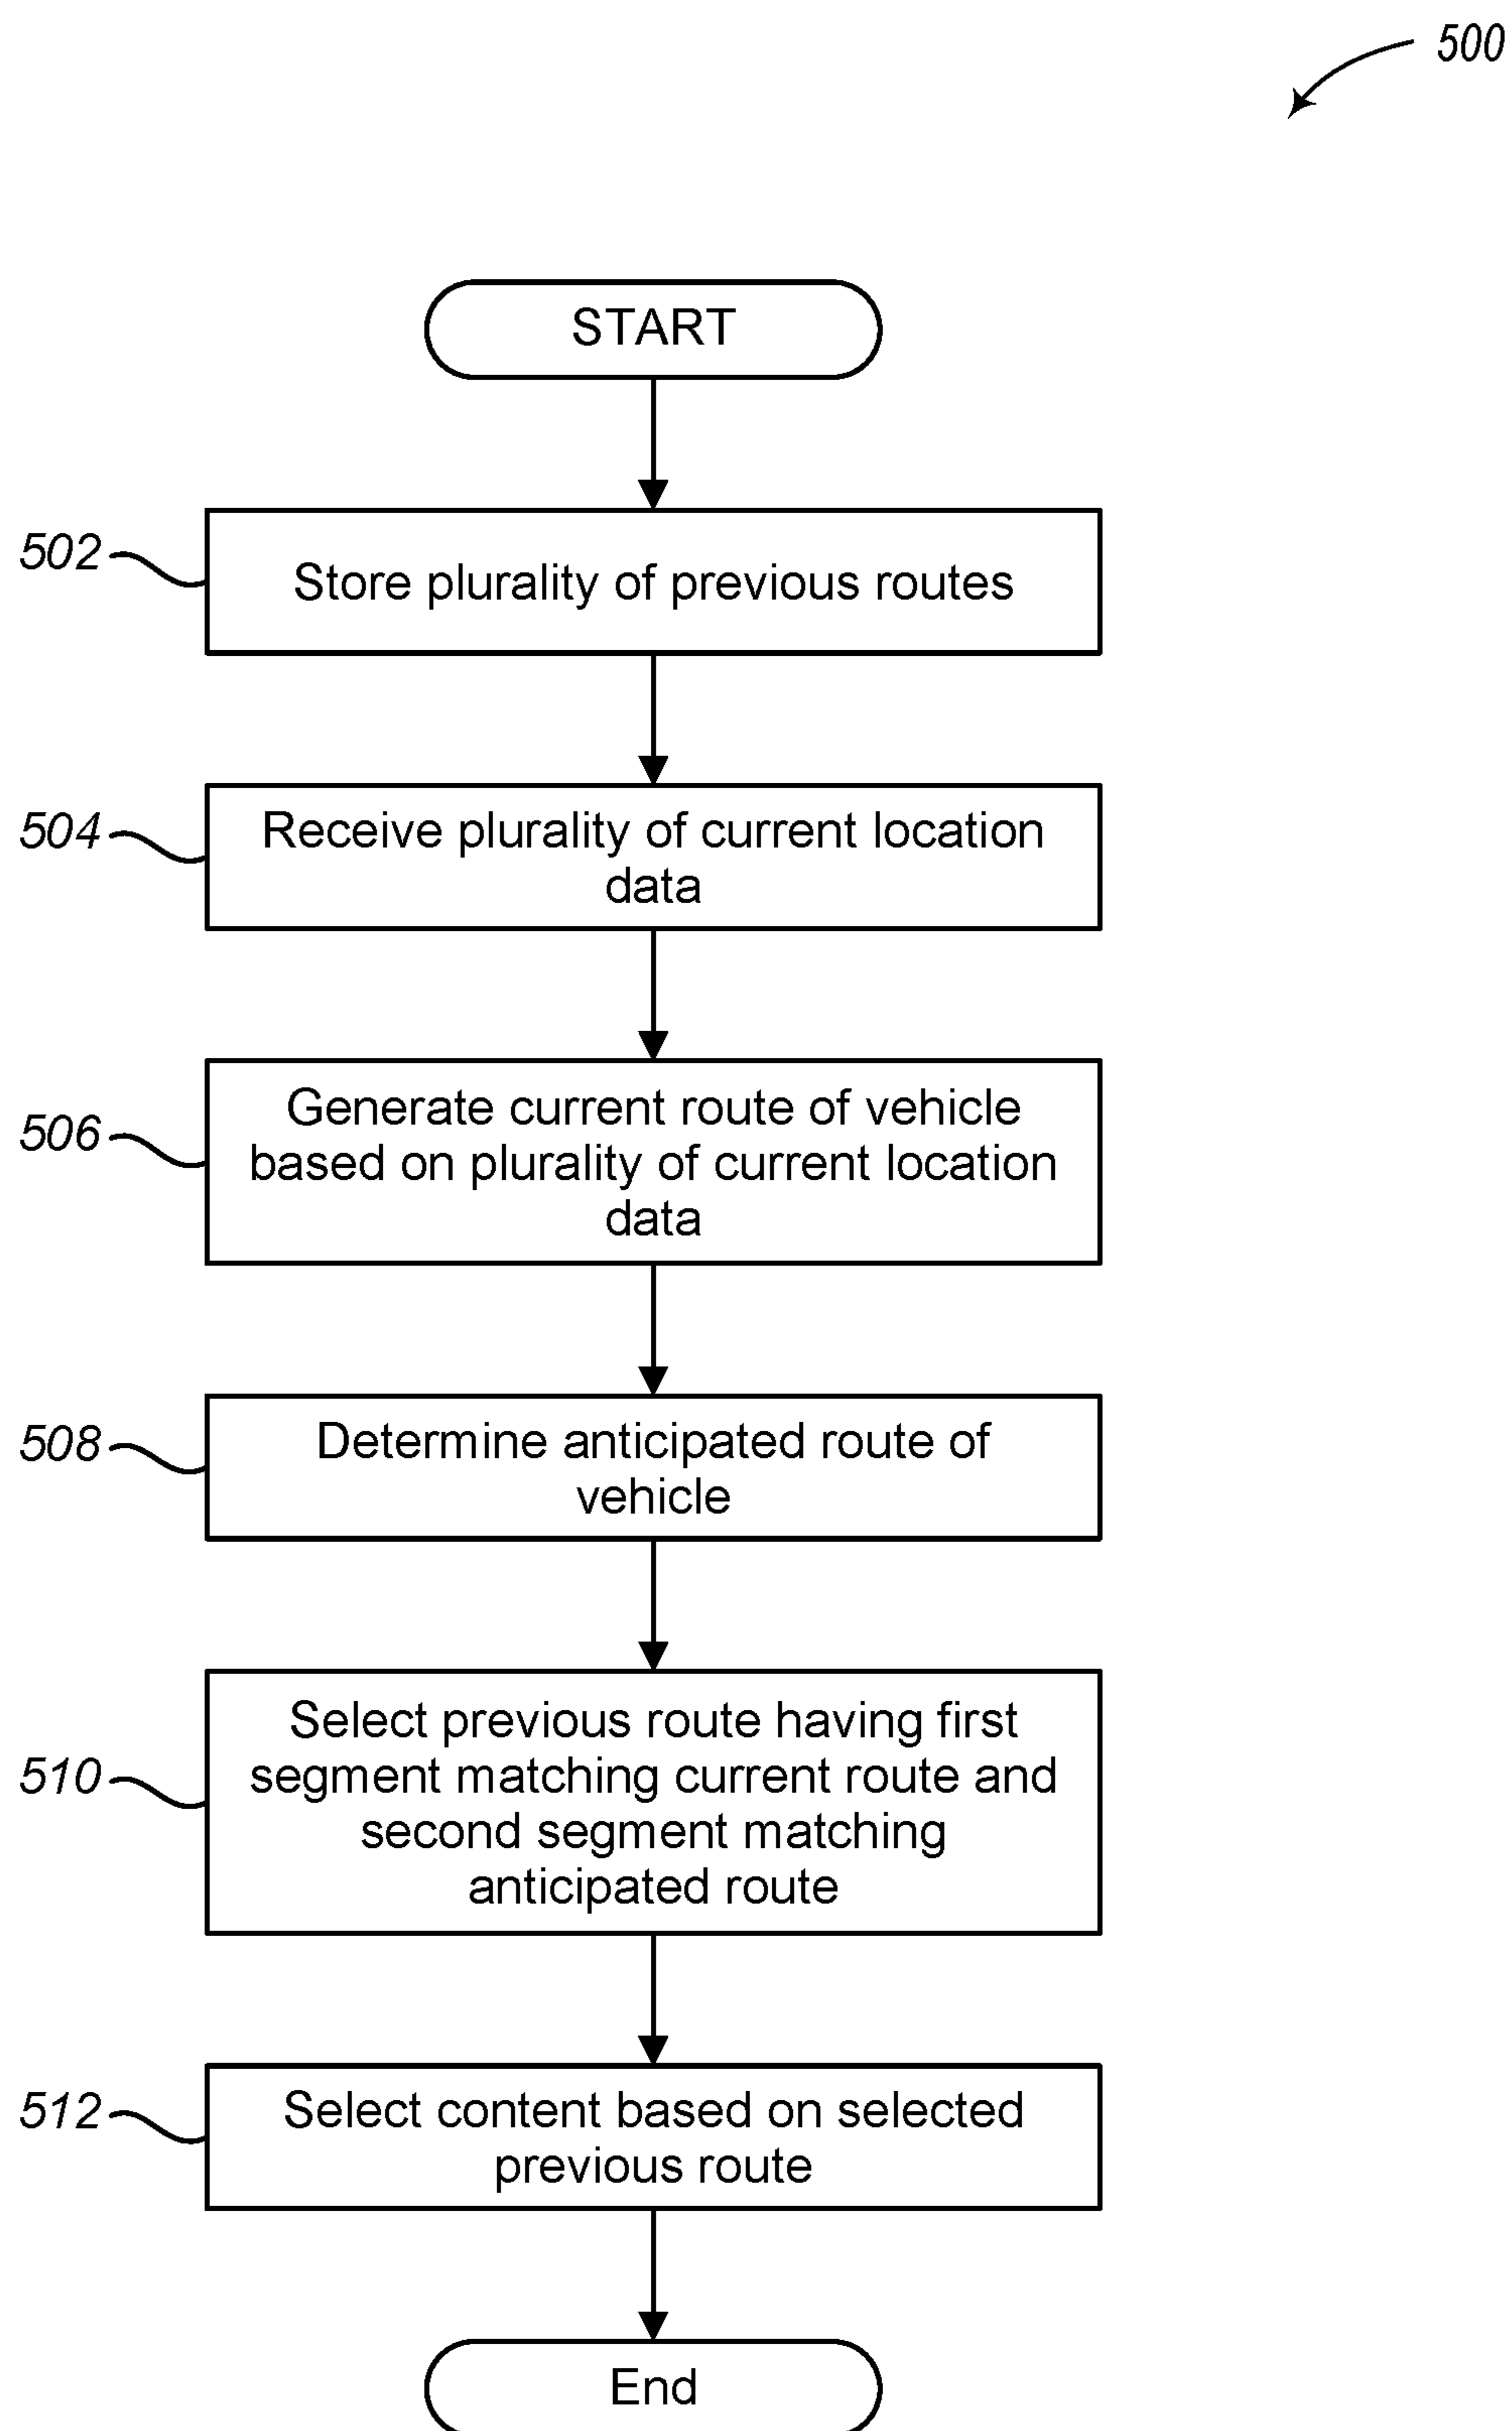 500
START
502
Store plurality of previous routes
504
Receive plurality of current location
data
506
Generate current route of vehicle
based on plurality of current location
data
508
Determine anticipated route of
vehicle
510
Select previous route having first
segment matching current route and
second segment matching
anticipated route
512
Select content based on selected
previous route
End